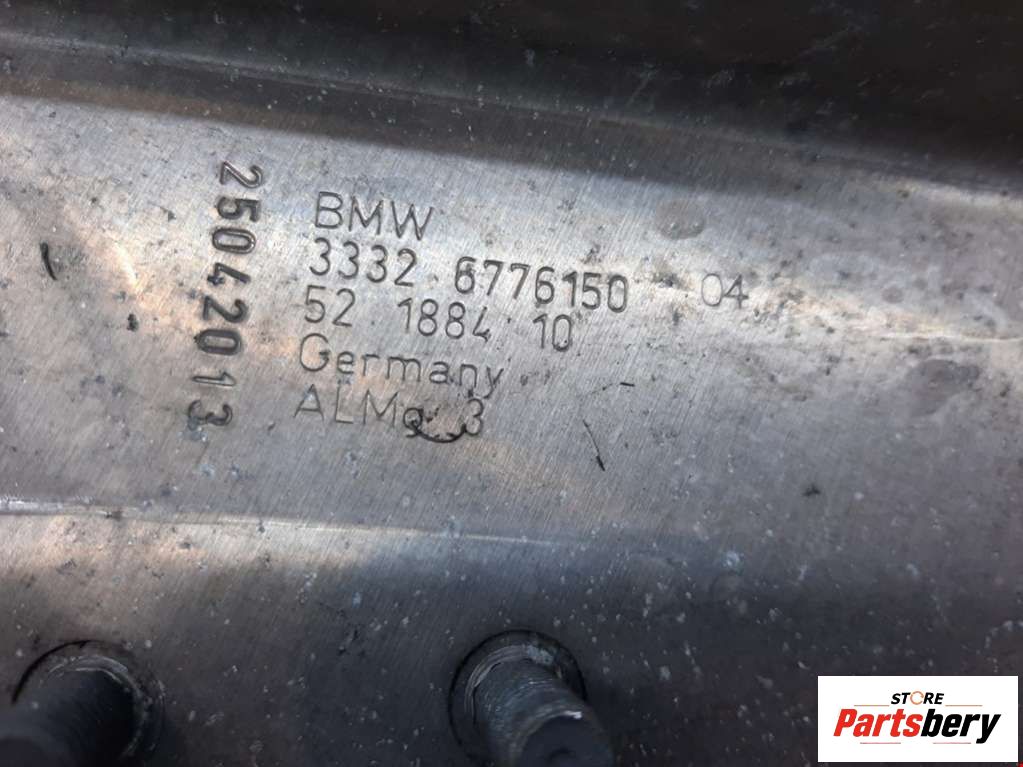 25042013
BMW
3332 6776150 04
52 1884 10
Germany
ALMg 3
STORE
Partsbery